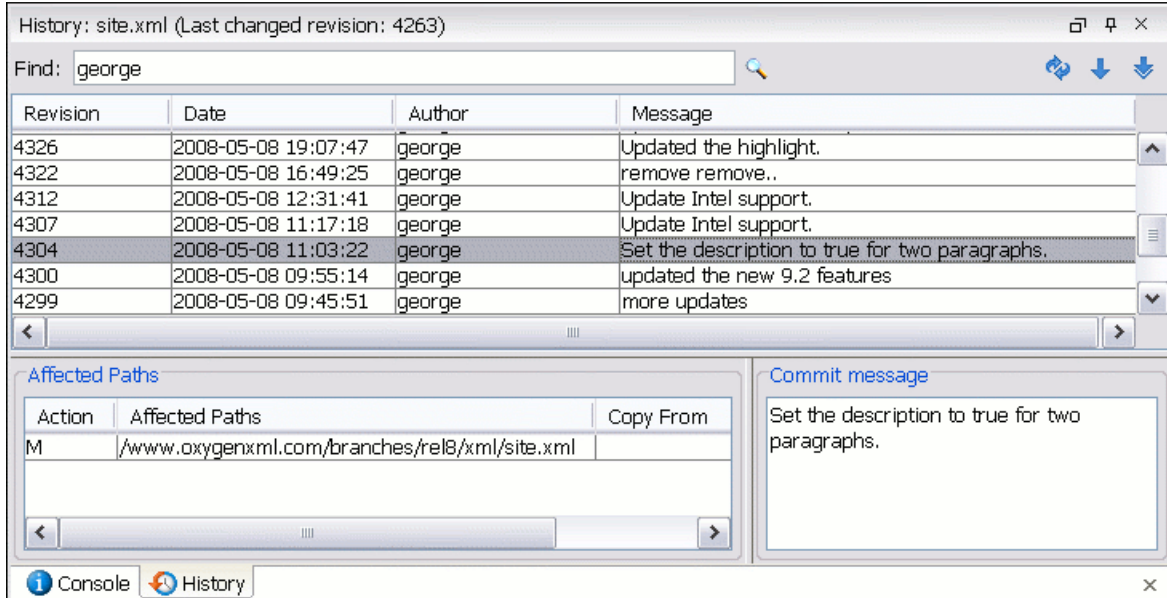 History: site.xml (Last changed revision: 4263)
Find: george
Revision Date Author Message
4326 2008-05-08 19:07:47 george Updated the highlight.
4322 2008-05-08 16:49:25 george remove remove..
4312 2008-05-08 12:31:41 george Update Intel support.
4307 2008-05-08 11:17:18 george Update Intel support.
4304 2008-05-08 11:03:22 george Set the description to true for two paragraphs.
4300 2008-05-08 09:55:14 george updated the new 9.2 features
4299 2008-05-08 09:45:51 george more updates
Affected Paths
Action Affected Paths Copy From
M /www.oxygenxml.com/branches/rel8/xml/site.xml
Commit message
Set the description to true for two
paragraphs.
Console History